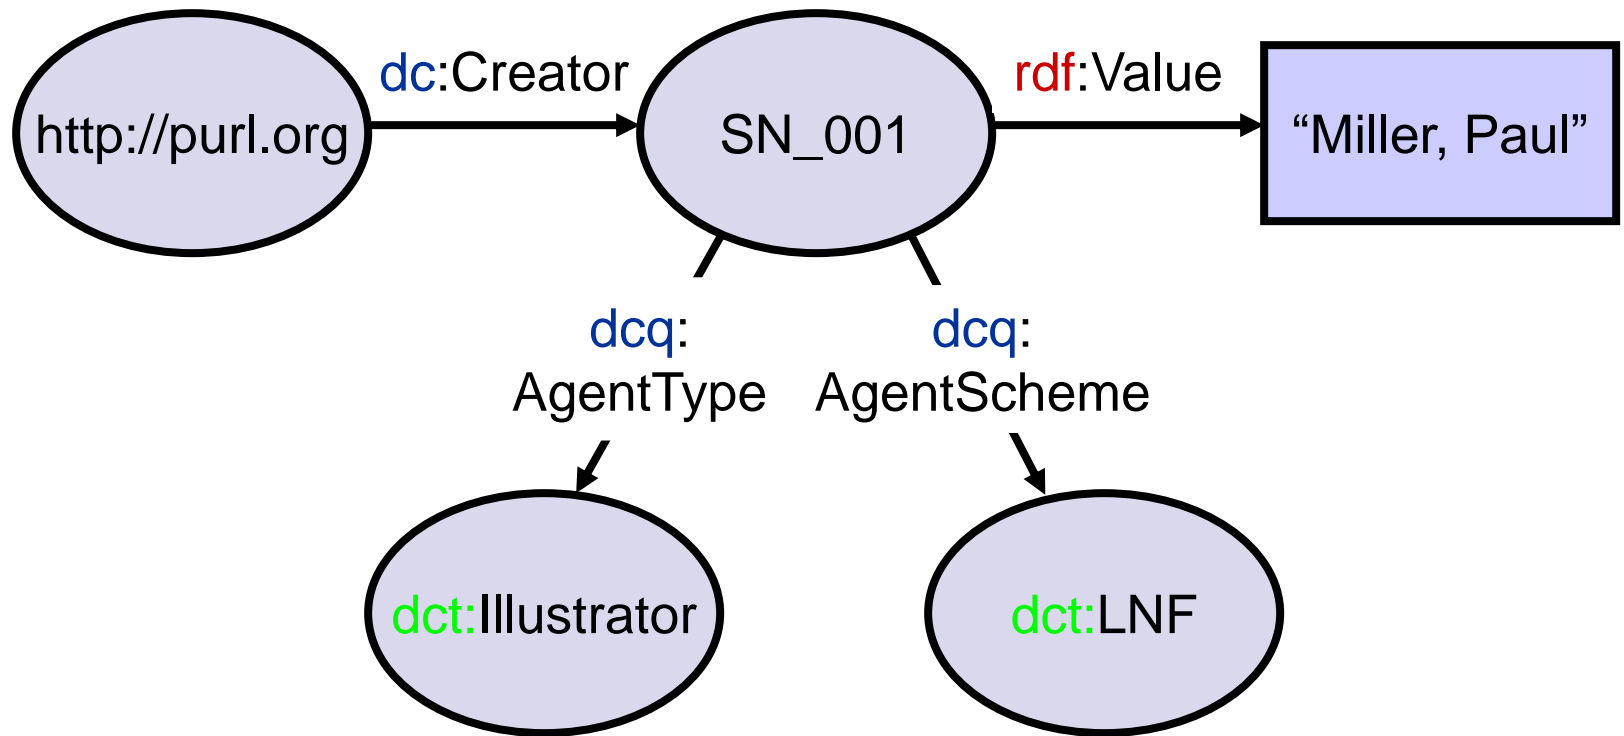 dc:Creator
rdf:Value
http://purl.org
SN_001
“Miller, Paul”
dcq:
AgentType
dcq:
AgentScheme
dct:Illustrator
dct:LNF